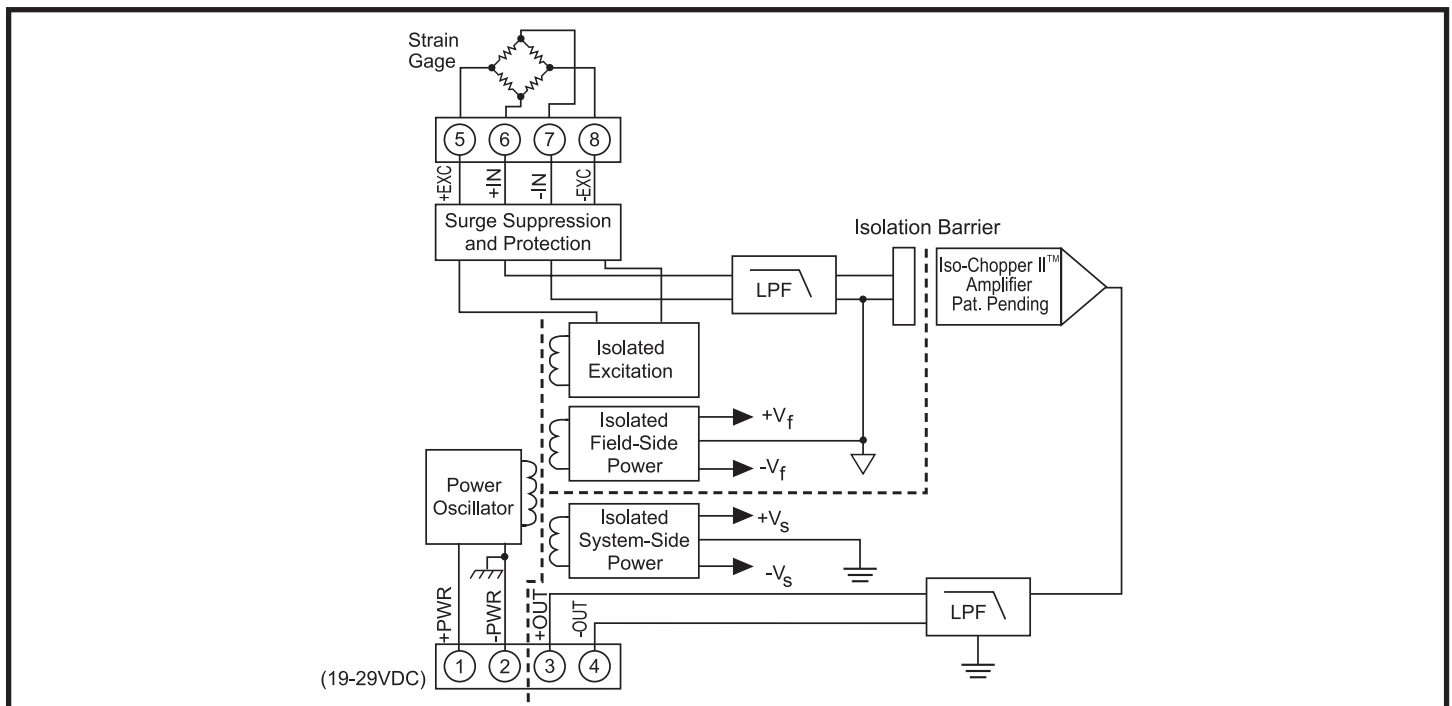 Strain
Gage
5 6 7 8
+EXC
+IN
-IN
-EXC
Surge Suppression
and Protection
Isolation Barrier
LPF
Iso-Chopper II™
Amplifier
Pat. Pending
Isolated
Excitation
Isolated
Field-Side
Power
+Vf
-Vf
Power
Oscillator
Isolated
System-Side
Power
+Vs
-Vs
+PWR
-PWR
+OUT
-OUT
LPF
(19-29VDC)
1 2 3 4